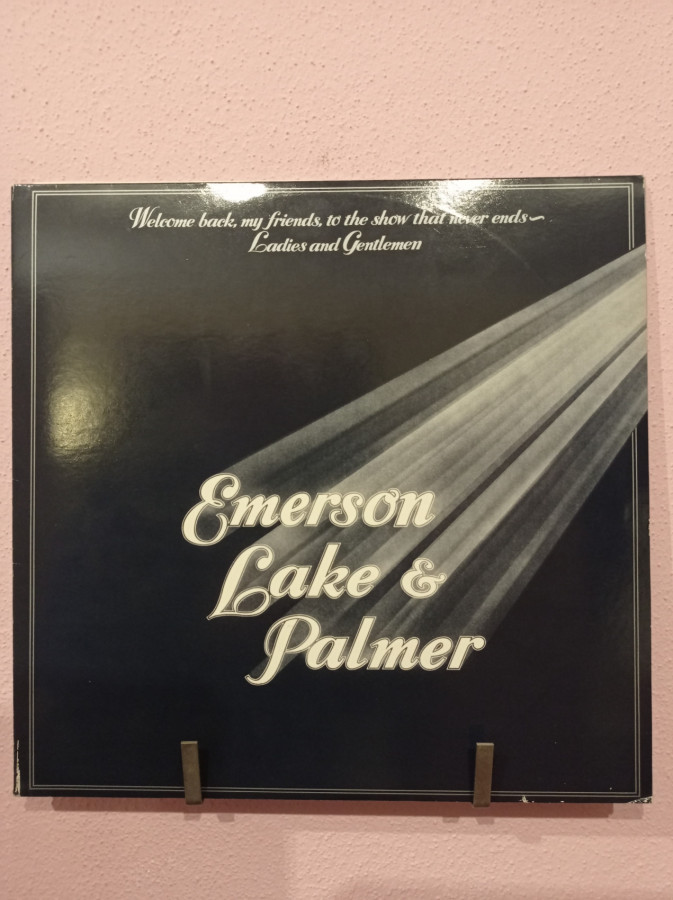 Welcome back, my friends, to the show that never ends~
Ladies and Gentlemen
Emerson
Lake &
Palmer